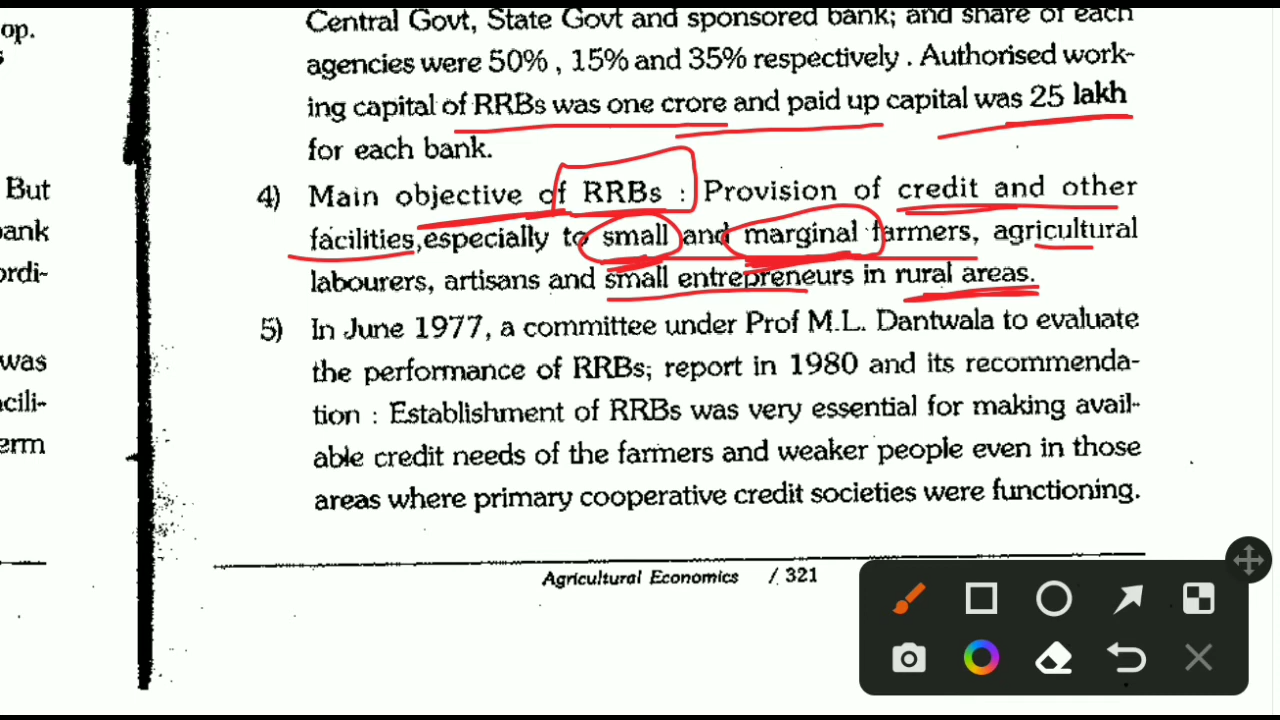 op.
s
But
ank
ordi-
was
cili-
erm
Central Govt, State Govt and sponsored bank; and share of each
agencies were 50% , 15% and 35% respectively . Authorised work-
ing capital of RRBs was one crore and paid up capital was 25 lakh
for each bank.
4) Main objective of RRBs : Provision of credit and other
facilities,especially to small and marginal farmers, agricultural
labourers, artisans and small entrepreneurs in rural areas.
5) In June 1977, a committee under Prof M.L. Dantwala to evaluate
the performance of RRBs; report in 1980 and its recommenda-
tion : Establishment of RRBs was very essential for making avail-
able credit needs of the farmers and weaker people even in those
areas where primary cooperative credit societies were functioning.
Agricultural Economics / 321